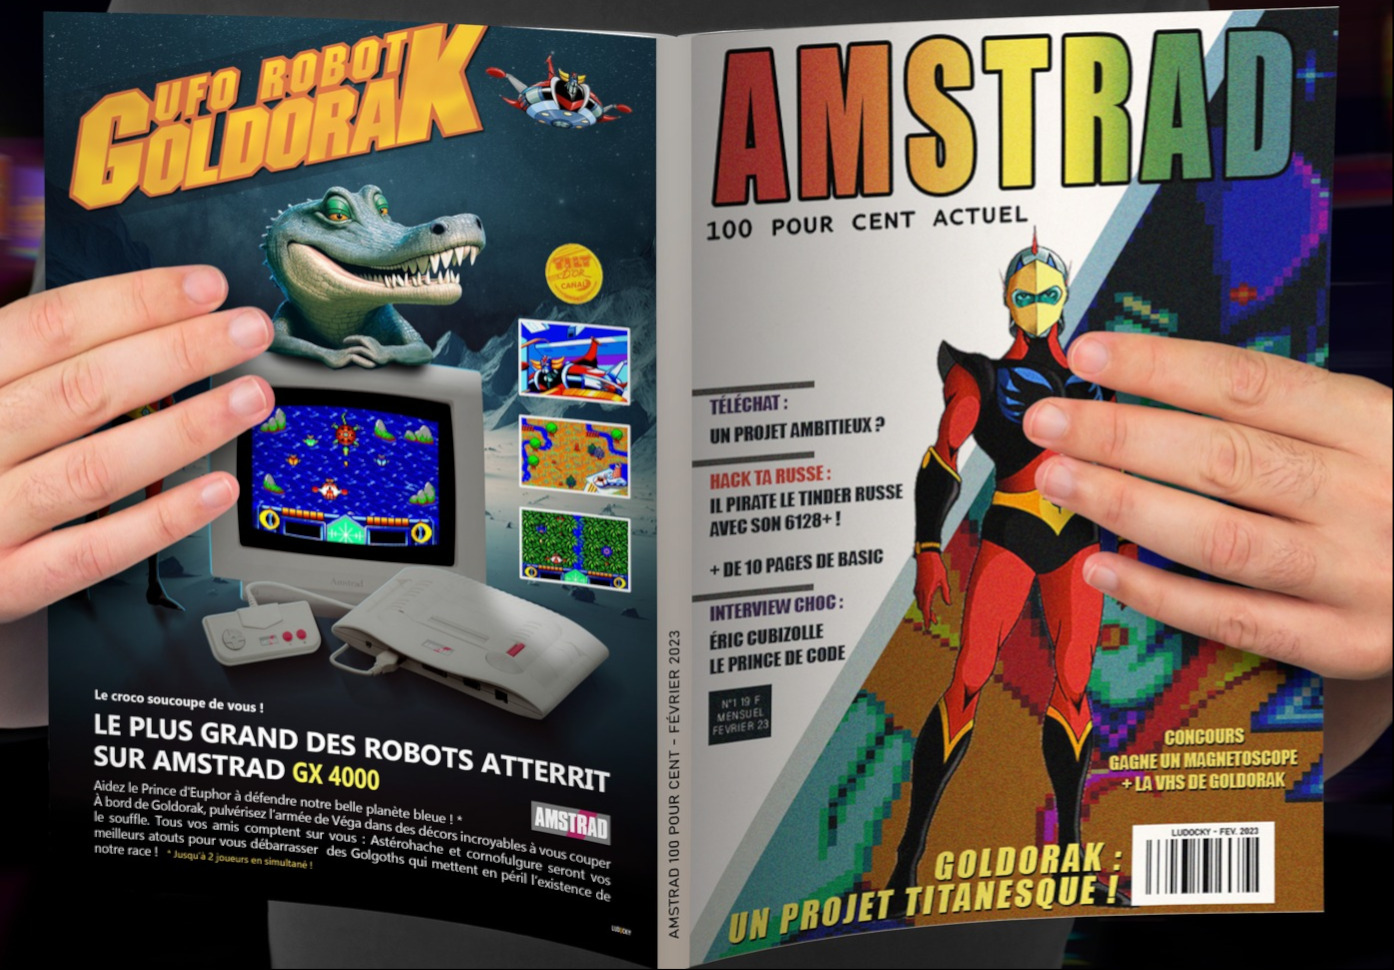 UFO ROBOT
GOLDORAK
CANAL
Amstrad
Le croco soucoupe de vous !
LE PLUS GRAND DES ROBOTS ATTERRIT
SUR AMSTRAD GX 4000
Aidez le Prince d'Euphor à défendre notre belle planète bleue ! *
À bord de Goldorak, pulvérisez l'armée de Véga dans des décors incroyables à vous couper
le souffle. Tous vos amis comptent sur vous : Astérohache et cornofulgure seront vos
meilleurs atouts pour vous débarrasser des Golgoths qui mettent en péril l'existence de
notre race ! * Jusqu'à 2 joueurs en simultané !
AMSTRAD
LUDOCKY
AMSTRAD 100 POUR CENT - FÉVRIER 2023
AMSTRAD
100 POUR CENT ACTUEL
TÉLÉCHAT :
UN PROJET AMBITIEUX ?
HACK TA RUSSE :
IL PIRATE LE TINDER RUSSE
AVEC SON 6128+ !
+ DE 10 PAGES DE BASIC
INTERVIEW CHOC :
ÉRIC CUBIZOLLE
LE PRINCE DE CODE
N°1 19 F
MENSUEL
FEVRIER 23
CONCOURS
GAGNE UN MAGNETOSCOPE
+ LA VHS DE GOLDORAK
LUDOCKY - FEV. 2023
GOLDORAK :
UN PROJET TITANESQUE !